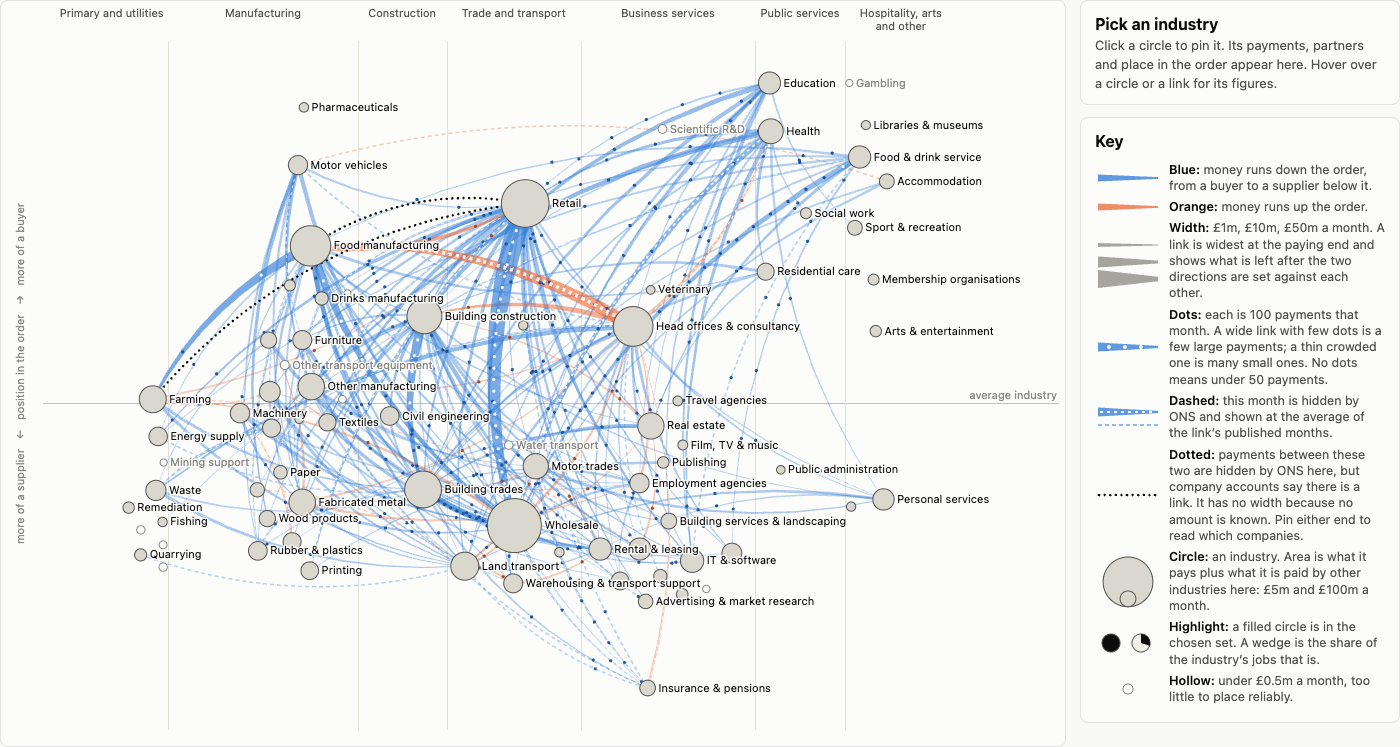 Primary and utilities
Manufacturing
Construction
Trade and transport
Business services
Public services
Hospitality, arts
and other
more of a supplier ← position in the order → more of a buyer
Education
Gambling
Pharmaceuticals
Libraries & museums
Scientific R&D
Health
Food & drink service
Motor vehicles
Accommodation
Retail
Social work
Sport & recreation
Food manufacturing
Residential care
Membership organisations
Veterinary
Drinks manufacturing
Building construction
Head offices & consultancy
Arts & entertainment
Furniture
Other transport equipment
Other manufacturing
average industry
Farming
Travel agencies
Machinery
Civil engineering
Textiles
Real estate
Energy supply
Water transport
Film, TV & music
Mining support
Motor trades
Publishing
Paper
Public administration
Employment agencies
Waste
Building trades
Fabricated metal
Personal services
Remediation
Fishing
Wood products
Wholesale
Building services & landscaping
Quarrying
Rubber & plastics
Rental & leasing
IT & software
Printing
Land transport
Warehousing & transport support
Advertising & market research
Insurance & pensions
Pick an industry
Click a circle to pin it. Its payments, partners
and place in the order appear here. Hover over
a circle or a link for its figures.
Key
Blue: money runs down the order,
from a buyer to a supplier below it.
Orange: money runs up the order.
Width: £1m, £10m, £50m a month. A
link is widest at the paying end and
shows what is left after the two
directions are set against each
other.
Dots: each is 100 payments that
month. A wide link with few dots is a
few large payments; a thin crowded
one is many small ones. No dots
means under 50 payments.
Dashed: this month is hidden by
ONS and shown at the average of
the link's published months.
Dotted: payments between these
two are hidden by ONS here, but
company accounts say there is a
link. It has no width because no
amount is known. Pin either end to
read which companies.
Circle: an industry. Area is what it
pays plus what it is paid by other
industries here: £5m and £100m a
month.
Highlight: a filled circle is in the
chosen set. A wedge is the share of
the industry's jobs that is.
Hollow: under £0.5m a month, too
little to place reliably.